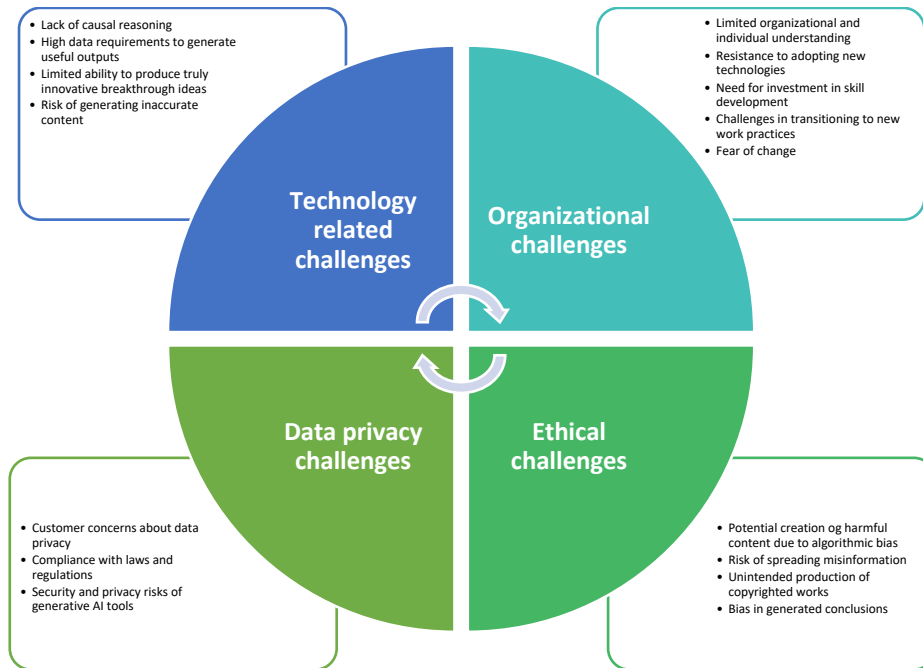 • Lack of causal reasoning
• High data requirements to generate
useful outputs
• Limited ability to produce truly
innovative breakthrough ideas
• Risk of generating inaccurate
content
• Limited organizational and
individual understanding
• Resistance to adopting new
technologies
• Need for investment in skill
development
• Challenges in transitioning to new
work practices
• Fear of change
Technology
related
challenges
Organizational
challenges
Data privacy
challenges
Ethical
challenges
• Customer concerns about data
privacy
• Compliance with laws and
regulations
• Security and privacy risks of
generative AI tools
• Potential creation og harmful
content due to algorithmic bias
• Risk of spreading misinformation
• Unintended production of
copyrighted works
• Bias in generated conclusions